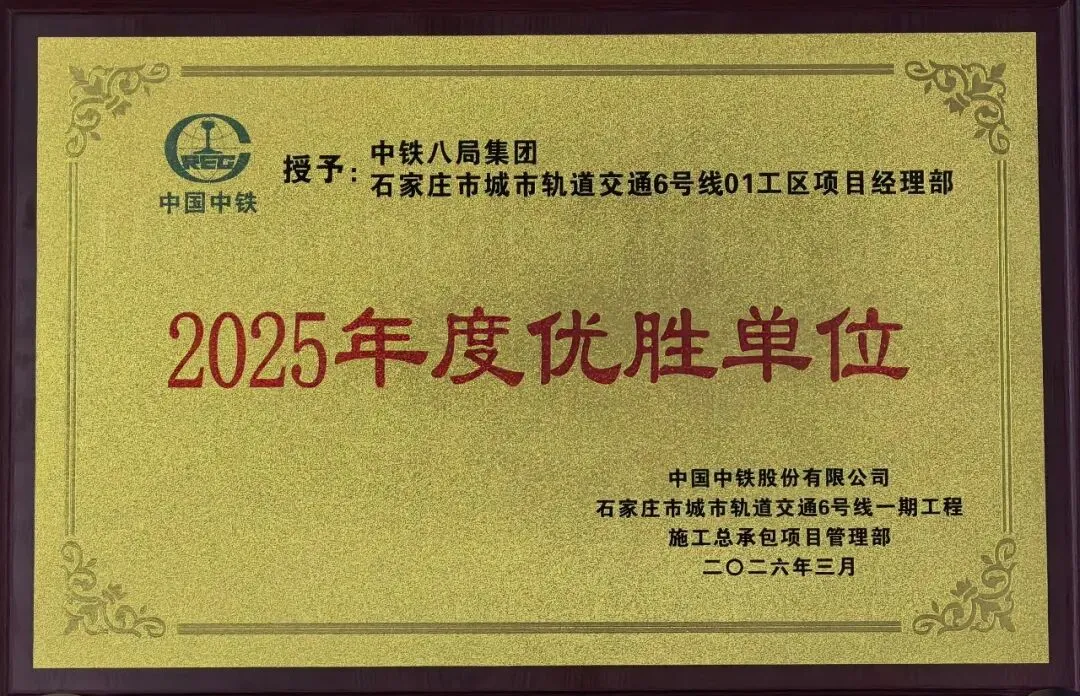 CREG
中国中铁
授予：中铁八局集团
石家庄市城市轨道交通6号线01工区项目经理部
2025年度优胜单位
中国中铁股份有限公司
石家庄市城市轨道交通6号线一期工程
施工总承包项目管理部
二〇二六年三月